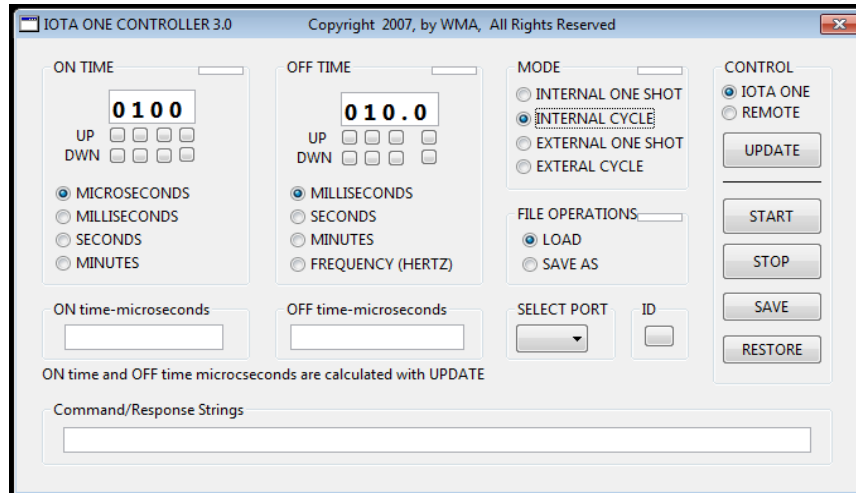 IOTA ONE CONTROLLER 3.0 Copyright 2007, by WMA, All Rights Reserved
ON TIME
0100
UP
DWN
MICROSECONDS
MILLISECONDS
SECONDS
MINUTES
OFF TIME
010.0
UP
DWN
MILLISECONDS
SECONDS
MINUTES
FREQUENCY (HERTZ)
MODE
INTERNAL ONE SHOT
INTERNAL CYCLE
EXTERNAL ONE SHOT
EXTERAL CYCLE
FILE OPERATIONS
LOAD
SAVE AS
CONTROL
IOTA ONE
REMOTE
UPDATE
START
STOP
SAVE
RESTORE
ON time-microseconds
OFF time-microseconds
SELECT PORT
ID
ON time and OFF time microcseconds are calculated with UPDATE
Command/Response Strings